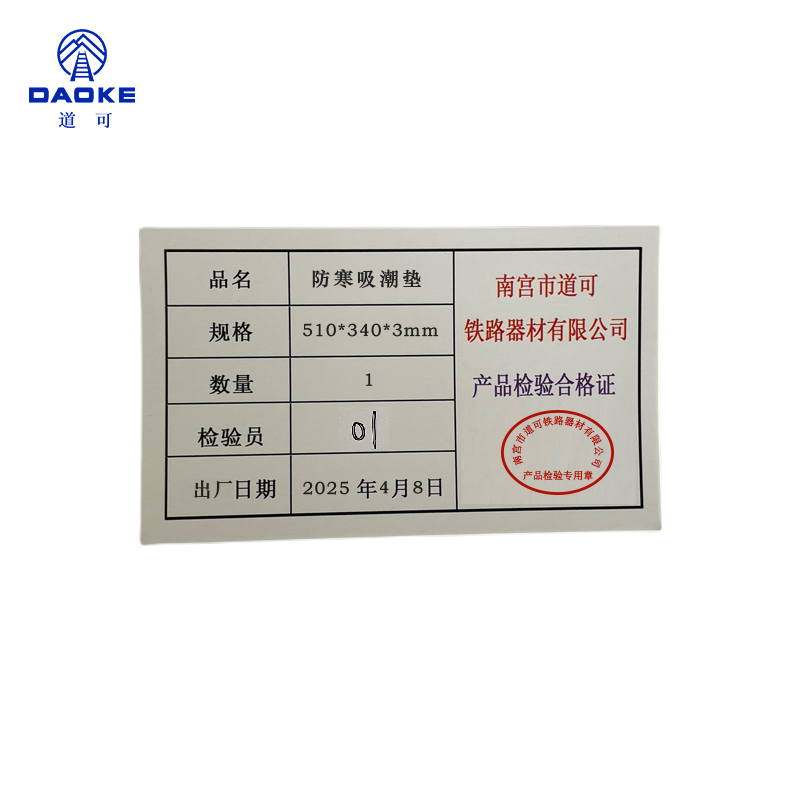 DAOKE
道可
品名 防寒吸潮垫
规格 510*340*3mm
数量 1
检验员 01
出厂日期 2025年4月8日
南宫市道可
铁路器材有限公司
产品检验合格证
南宫市道可铁路器材有限公司
产品检验专用章